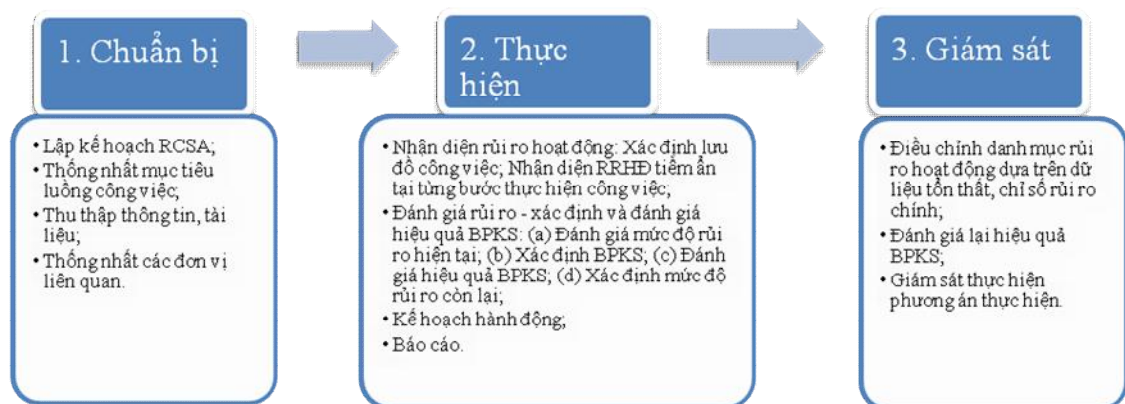 1. Chuẩn bị
• Lập kế hoạch RCSA;
• Thống nhất mục tiêu
luồng công việc;
• Thu thập thông tin, tài
liệu;
• Thống nhất các đơn vị
liên quan.
2. Thực
hiện
• Nhận diện rủi ro hoạt động: Xác định lưu
đồ công việc; Nhận diện RRHĐ tiềm ẩn
tại từng bước thực hiện công việc;
• Đánh giá rủi ro - xác định và đánh giá
hiệu quả BPKS: (a) Đánh giá mức độ rủi
ro hiện tại; (b) Xác định BPKS; (c) Đánh
giá hiệu quả BPKS; (d) Xác định mức độ
rủi ro còn lại;
• Kế hoạch hành động;
• Báo cáo.
3. Giám sát
• Điều chỉnh danh mục rủi
ro hoạt động dựa trên dữ
liệu tổn thất, chỉ số rủi ro
chính;
• Đánh giá lại hiệu quả
BPKS;
• Giám sát thực hiện
phương án thực hiện.